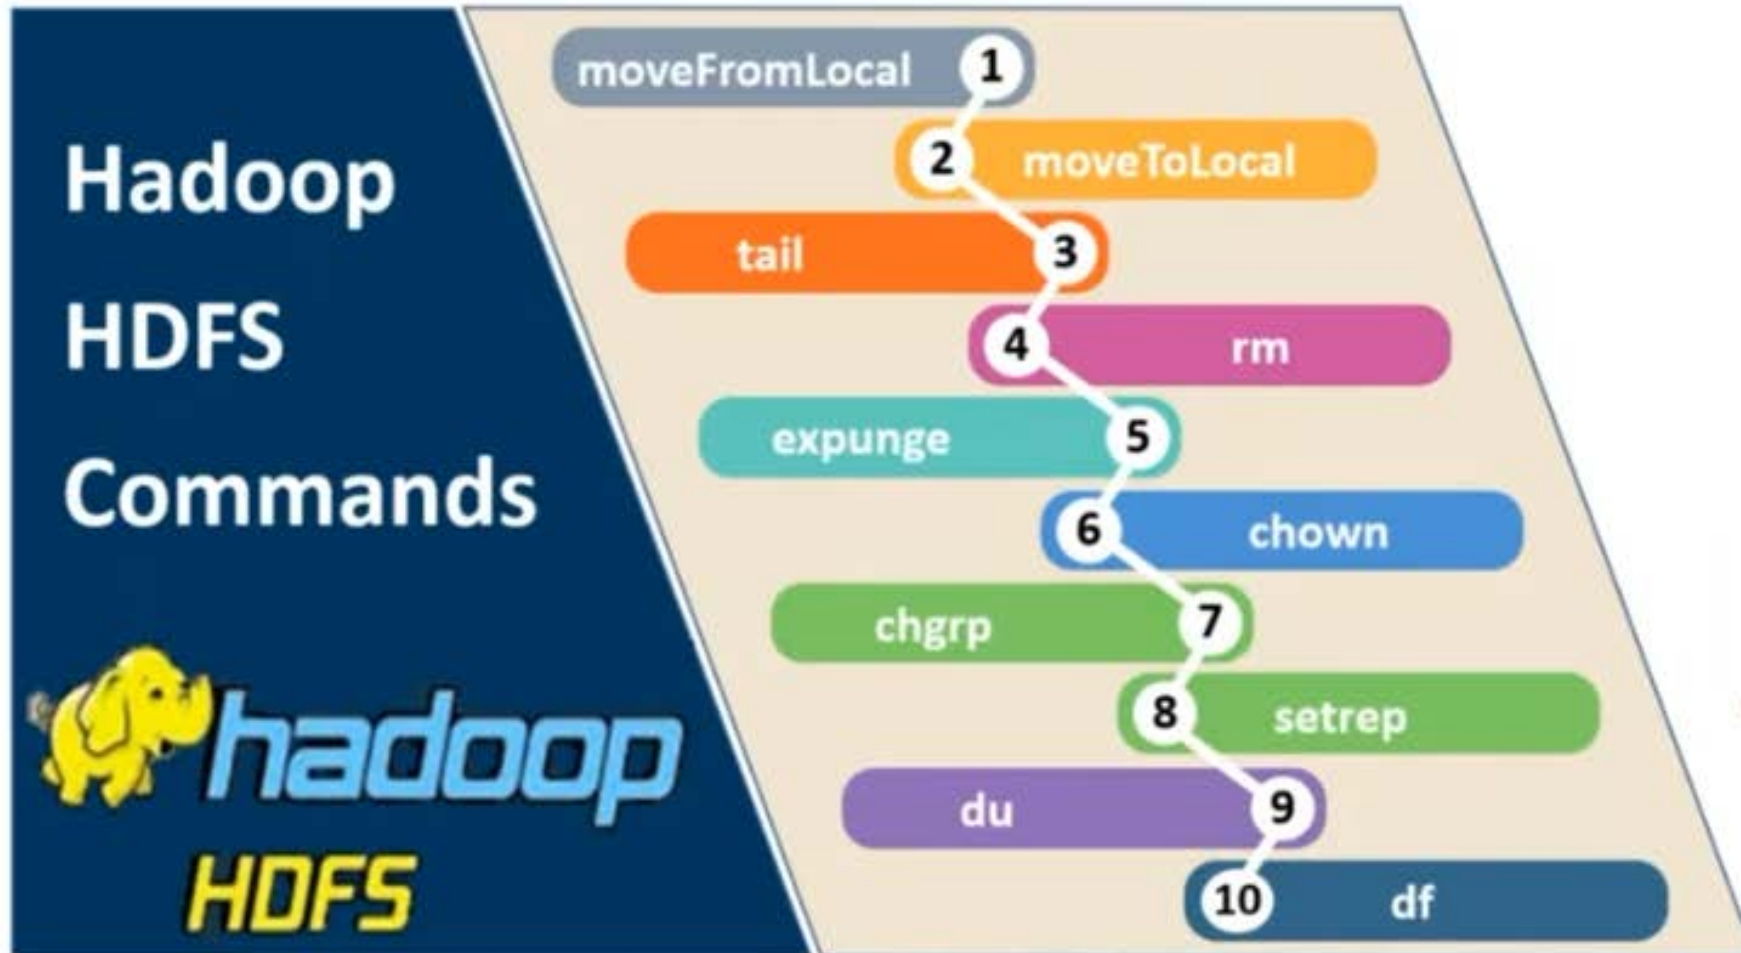 Hadoop
HDFS
Commands
hadoop
HDFS
moveFromLocal 1
2 moveToLocal
tail 3
4 rm
expunge 5
6 chown
chgrp 7
8 setrep
du 9
10 df